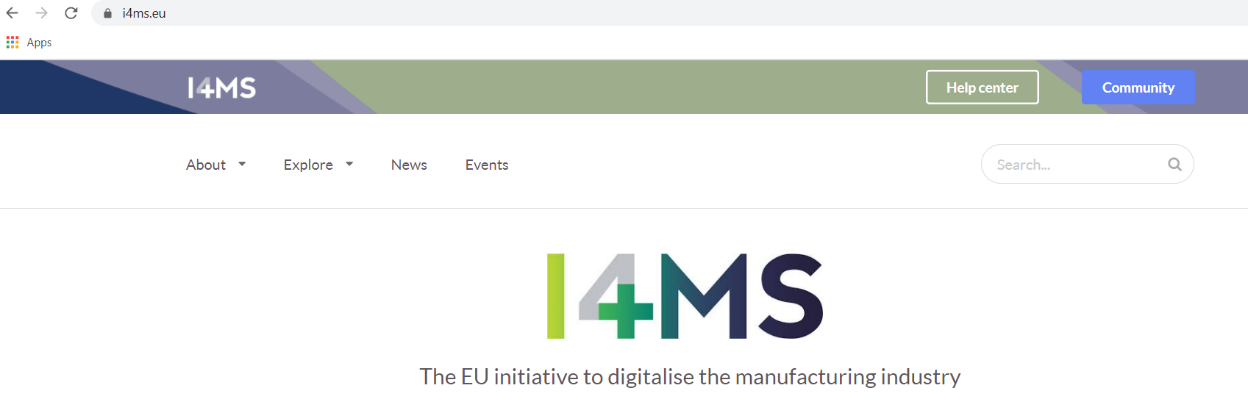 i4ms.eu
Apps
I4MS
Help center
Community
About
Explore
News
Events
Search...
I4MS
The EU initiative to digitalise the manufacturing industry